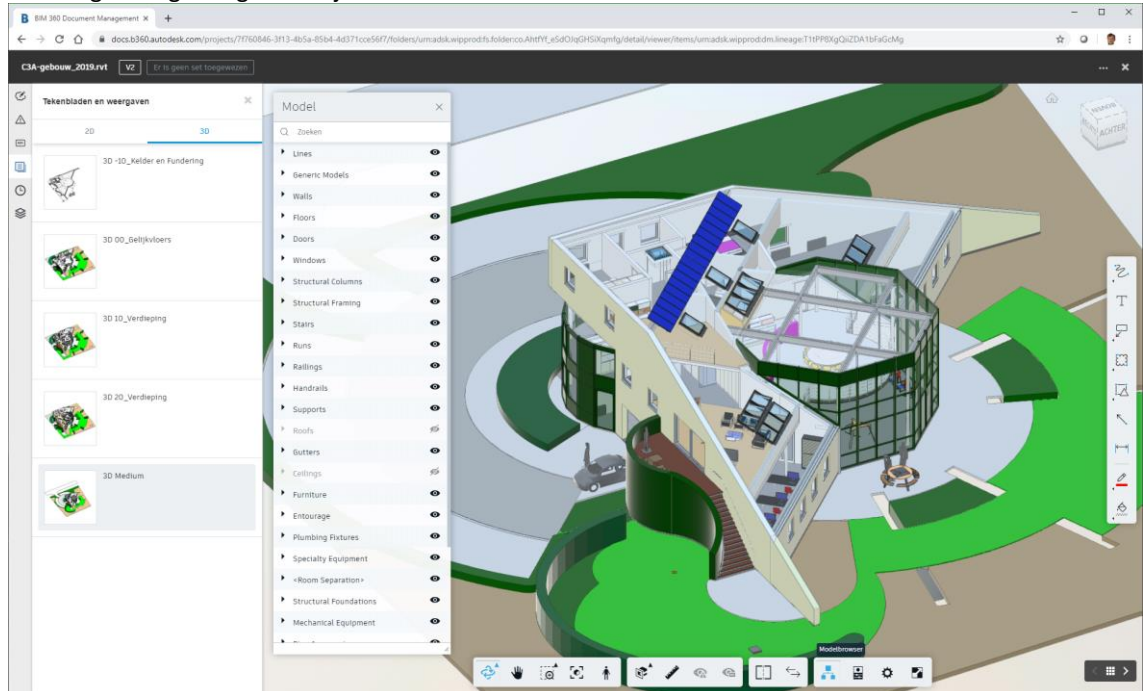 BIM 360 Document Management
docs.b360.autodesk.com/projects/7f760846-3f13-4b5a-85b4-4d371cce56f7/folders/urn:adsk.wipprod:fs.folder:co.AhtfYf_eSdOJqGHSiXqmfg/detail/viewer/items/urn:adsk.wipprod:dm.lineage:T1tPP8XgQiiZDA1bFaGcMg
C3A-gebouw_2019.rvt V2 Er is geen set toegewezen
Tekenbladen en weergaven
2D 3D
3D -10_Kelder en Fundering
3D 00_Gelijkvloers
3D 10_Verdieping
3D 20_Verdieping
3D Medium
Model
Zoeken
Lines
Generic Models
Walls
Floors
Doors
Windows
Structural Columns
Structural Framing
Stairs
Runs
Railings
Handrails
Supports
Roofs
Gutters
Ceilings
Furniture
Entourage
Plumbing Fixtures
Specialty Equipment
<Room Separation>
Structural Foundations
Mechanical Equipment
BOVEN
ACHTER
T
Modelbrowser